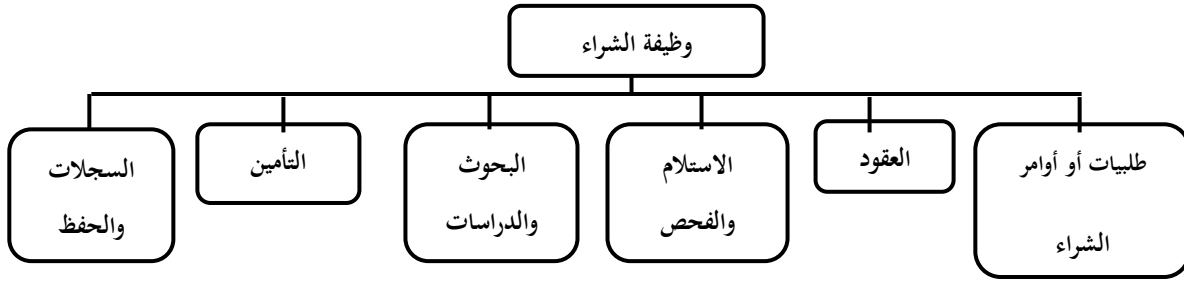 وظيفة الشراء
طلبيات أو أوامر
الشراء
العقود
الاستلام
والفحص
البحوث
والدراسات
التأمين
السجلات
والحفظ